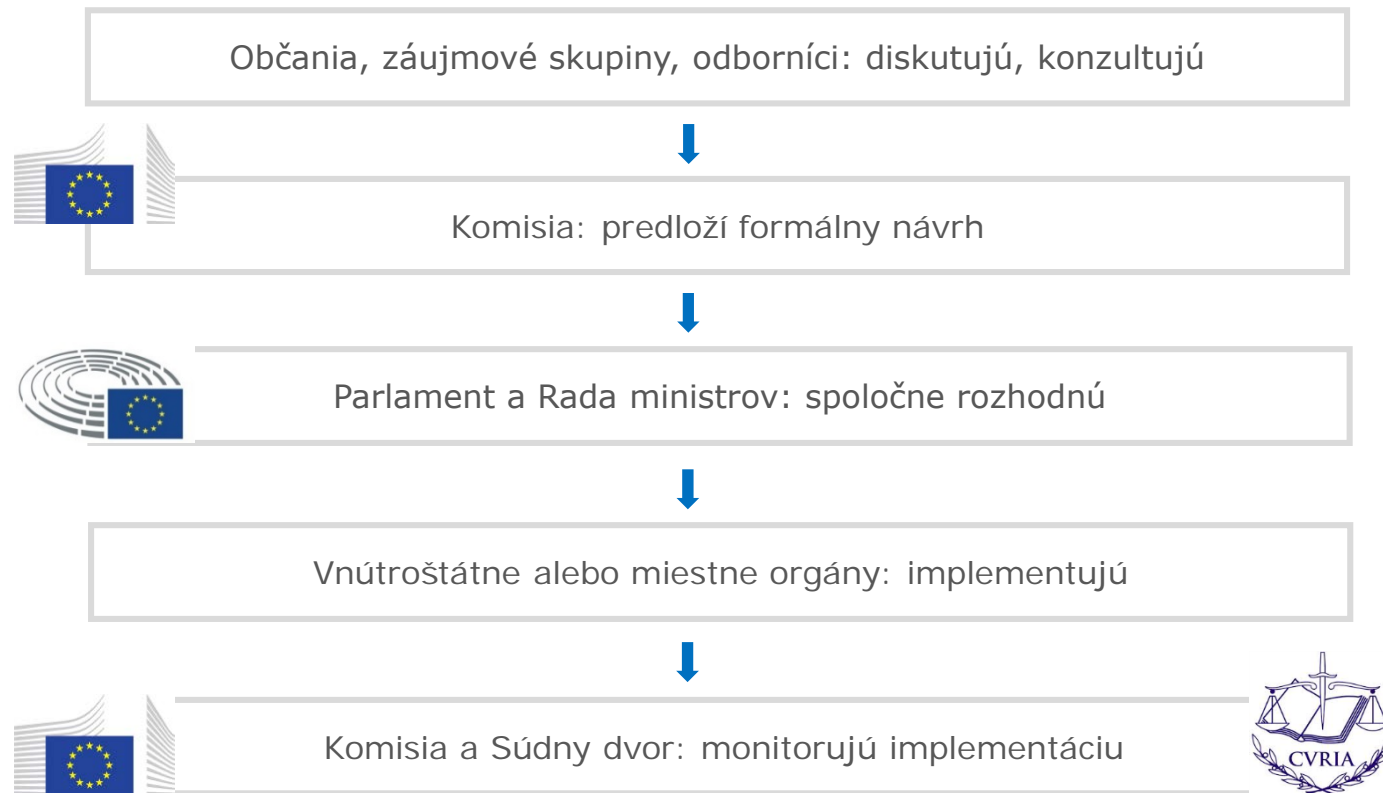 Občania, záujmové skupiny, odborníci: diskutujú, konzultujú
Komisia: predloží formálny návrh
Parlament a Rada ministrov: spoločne rozhodnú
Vnútroštátne alebo miestne orgány: implementujú
Komisia a Súdny dvor: monitorujú implementáciu
CVRIA